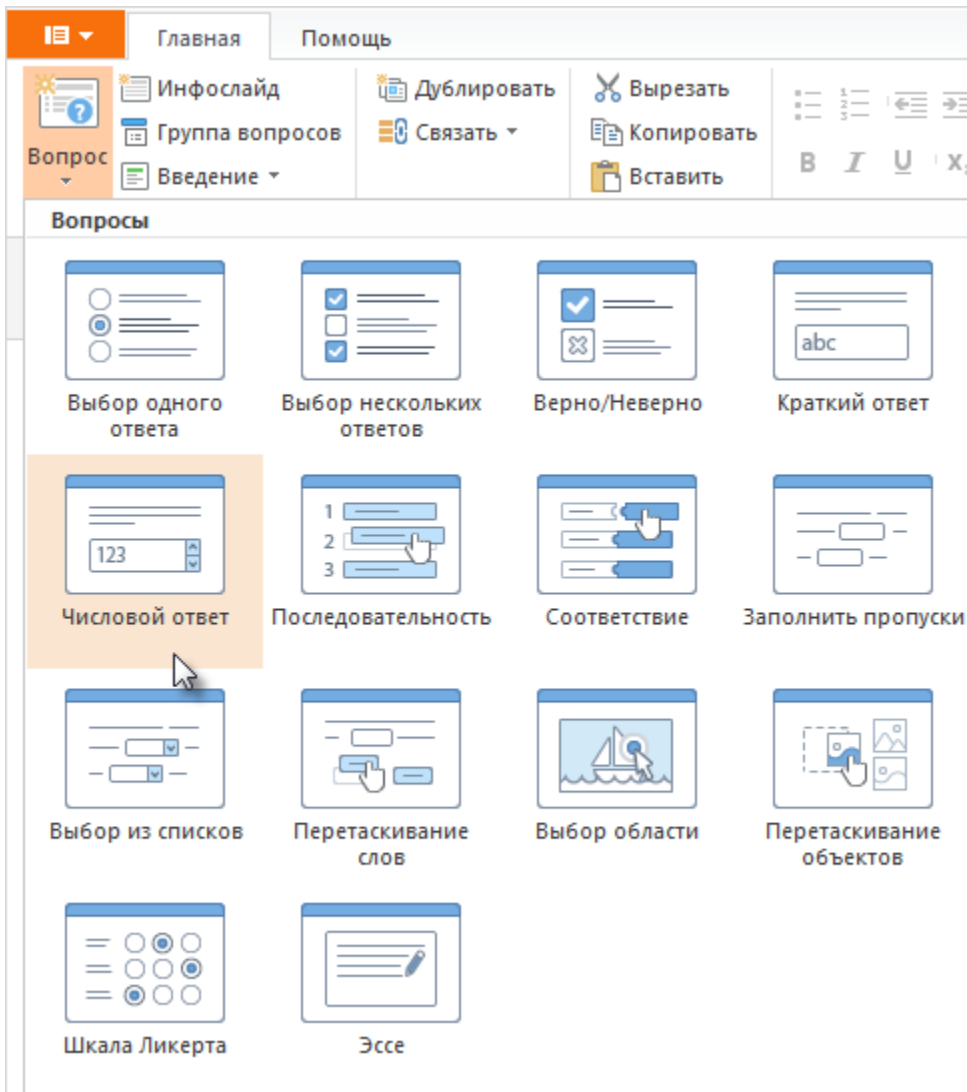 Главная Помощь
Инфослайд Дублировать Вырезать
Вопрос Группа вопросов Связать Копировать
Введение Вставить
B I U X
Вопросы
abc
Выбор одного ответа
Выбор нескольких ответов
Верно/Неверно
Краткий ответ
123
1
2
3
Числовой ответ
Последовательность
Соответствие
Заполнить пропуски
Выбор из списков
Перетаскивание слов
Выбор области
Перетаскивание объектов
Шкала Ликерта
Эссе